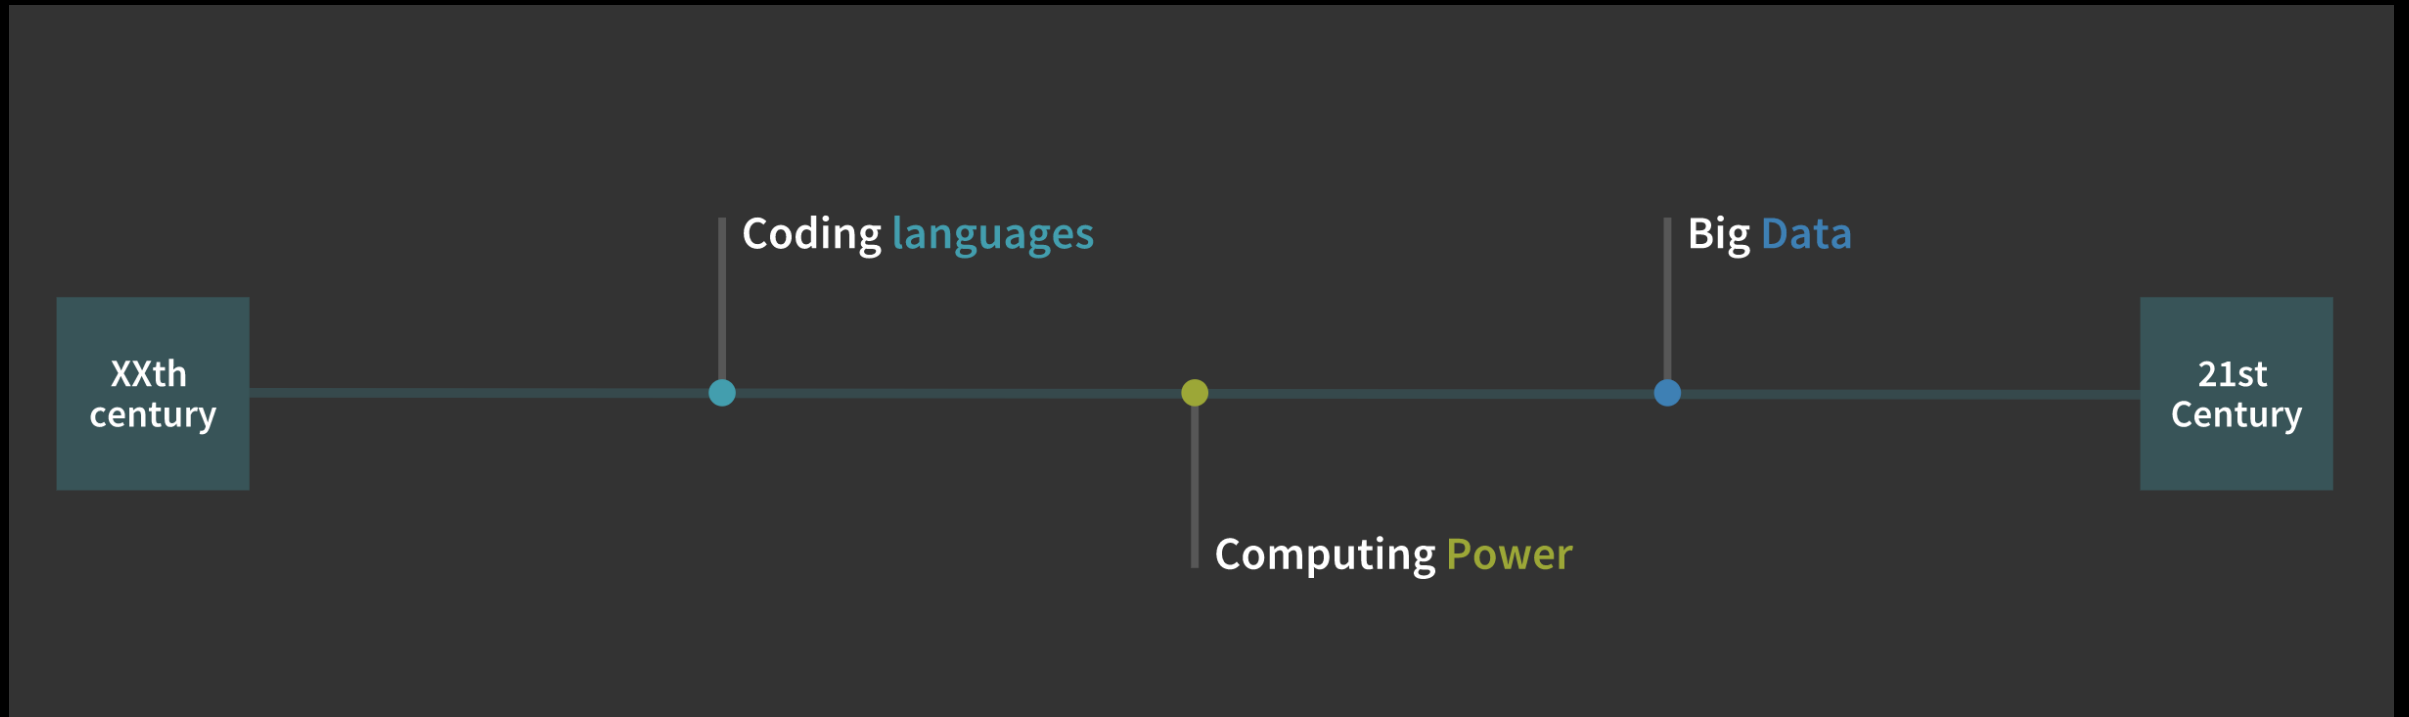 Coding languages
Big Data
XXth
century
21st
Century
Computing Power